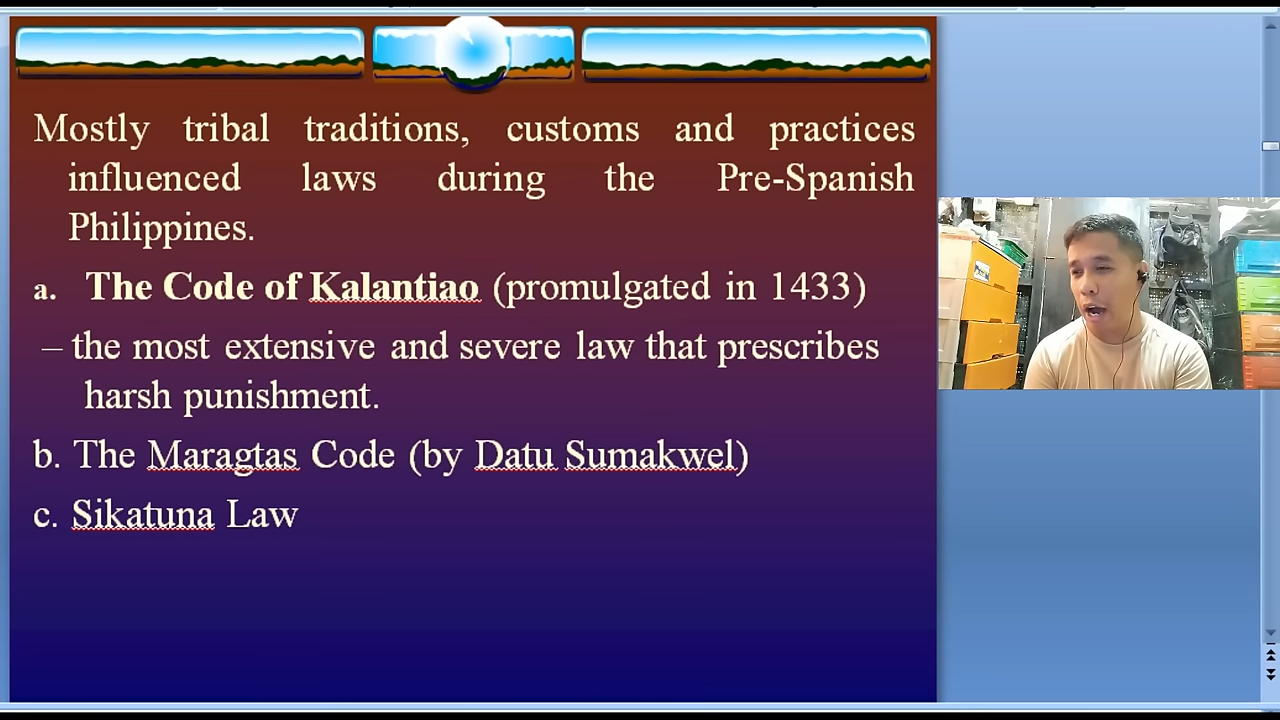 Mostly tribal traditions, customs and practices
influenced laws during the Pre-Spanish
Philippines.
a. The Code of Kalantiao (promulgated in 1433)
– the most extensive and severe law that prescribes
harsh punishment.
b. The Maragtas Code (by Datu Sumakwel)
c. Sikatuna Law